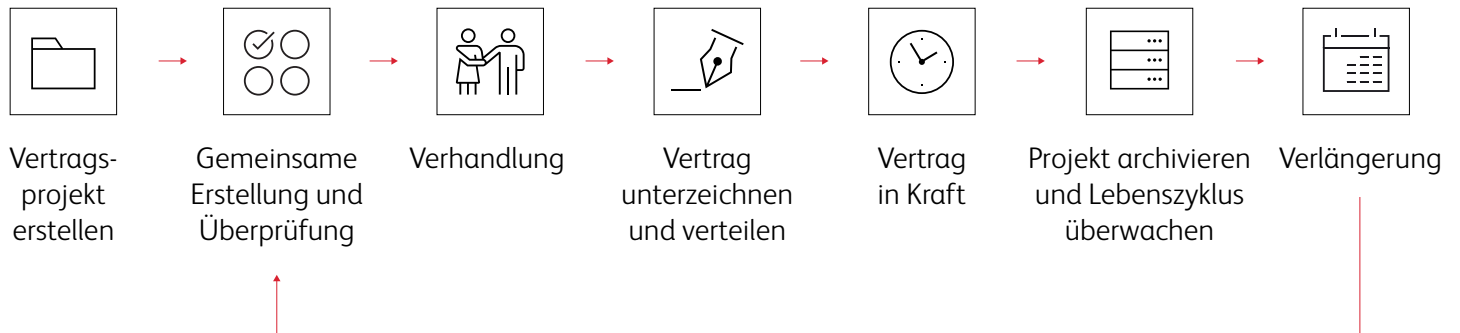 Vertrags-
projekt
erstellen
Gemeinsame
Erstellung und
Überprüfung
Verhandlung
Vertrag
unterzeichnen
und verteilen
Vertrag
in Kraft
Projekt archivieren
und Lebenszyklus
überwachen
Verlängerung